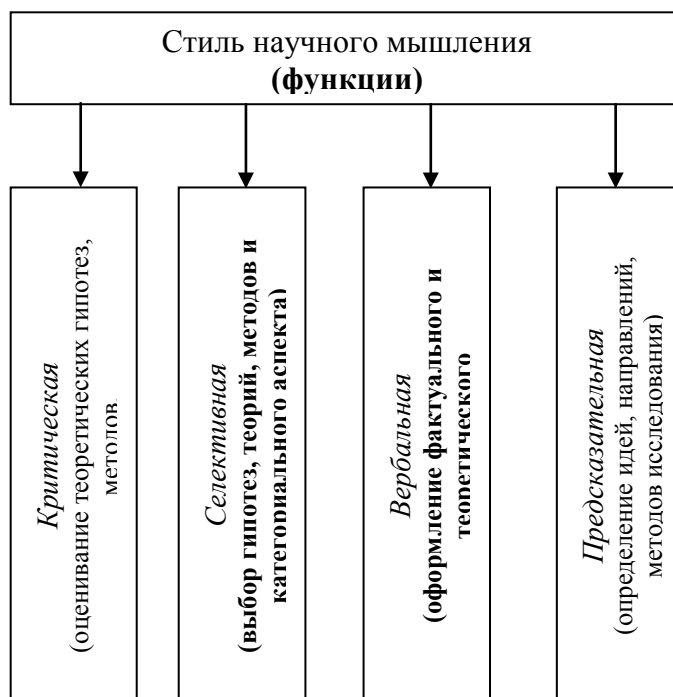 Стиль научного мышления
(функции)
Критическая
(оценивание теоретических гипотез,
методов.
Селективная
(выбор гипотез, теорий, методов и
категориального аспекта)
Вербальная
(оформление фактуального и
теоретического
Предсказательная
(определение идей, направлений,
методов исследования)